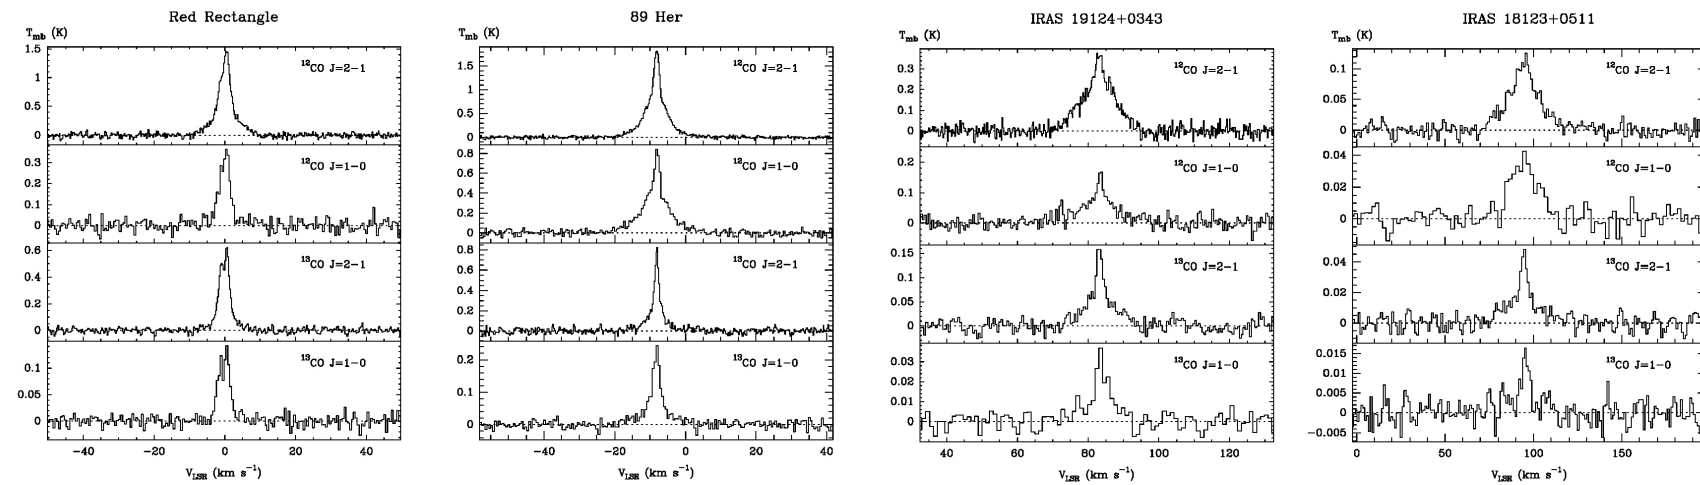 Red Rectangle
T_mb (K)
¹²CO J=2−1
1.5
1
0.5
0
¹²CO J=1−0
0.3
0.2
0.1
0
¹³CO J=2−1
0.6
0.4
0.2
0
¹³CO J=1−0
0.1
0.05
0
−40 −20 0 20 40
V_LSR (km s⁻¹)
89 Her
T_mb (K)
¹²CO J=2−1
1.5
1
0.5
0
¹²CO J=1−0
0.8
0.6
0.4
0.2
0
¹³CO J=2−1
0.8
0.6
0.4
0.2
0
¹³CO J=1−0
0.2
0.1
0
−40 −20 0 20 40
V_LSR (km s⁻¹)
IRAS 19124+0343
T_mb (K)
¹²CO J=2−1
0.3
0.2
0.1
0
¹²CO J=1−0
0.2
0.1
0
¹³CO J=2−1
0.15
0.1
0.05
0
¹³CO J=1−0
0.03
0.02
0.01
0
40 60 80 100 120
V_LSR (km s⁻¹)
IRAS 18123+0511
T_mb (K)
¹²CO J=2−1
0.1
0.05
0
¹²CO J=1−0
0.04
0.02
0
¹³CO J=2−1
0.04
0.02
0
¹³CO J=1−0
0.015
0.01
0.005
0
−0.005
0 50 100 150
V_LSR (km s⁻¹)